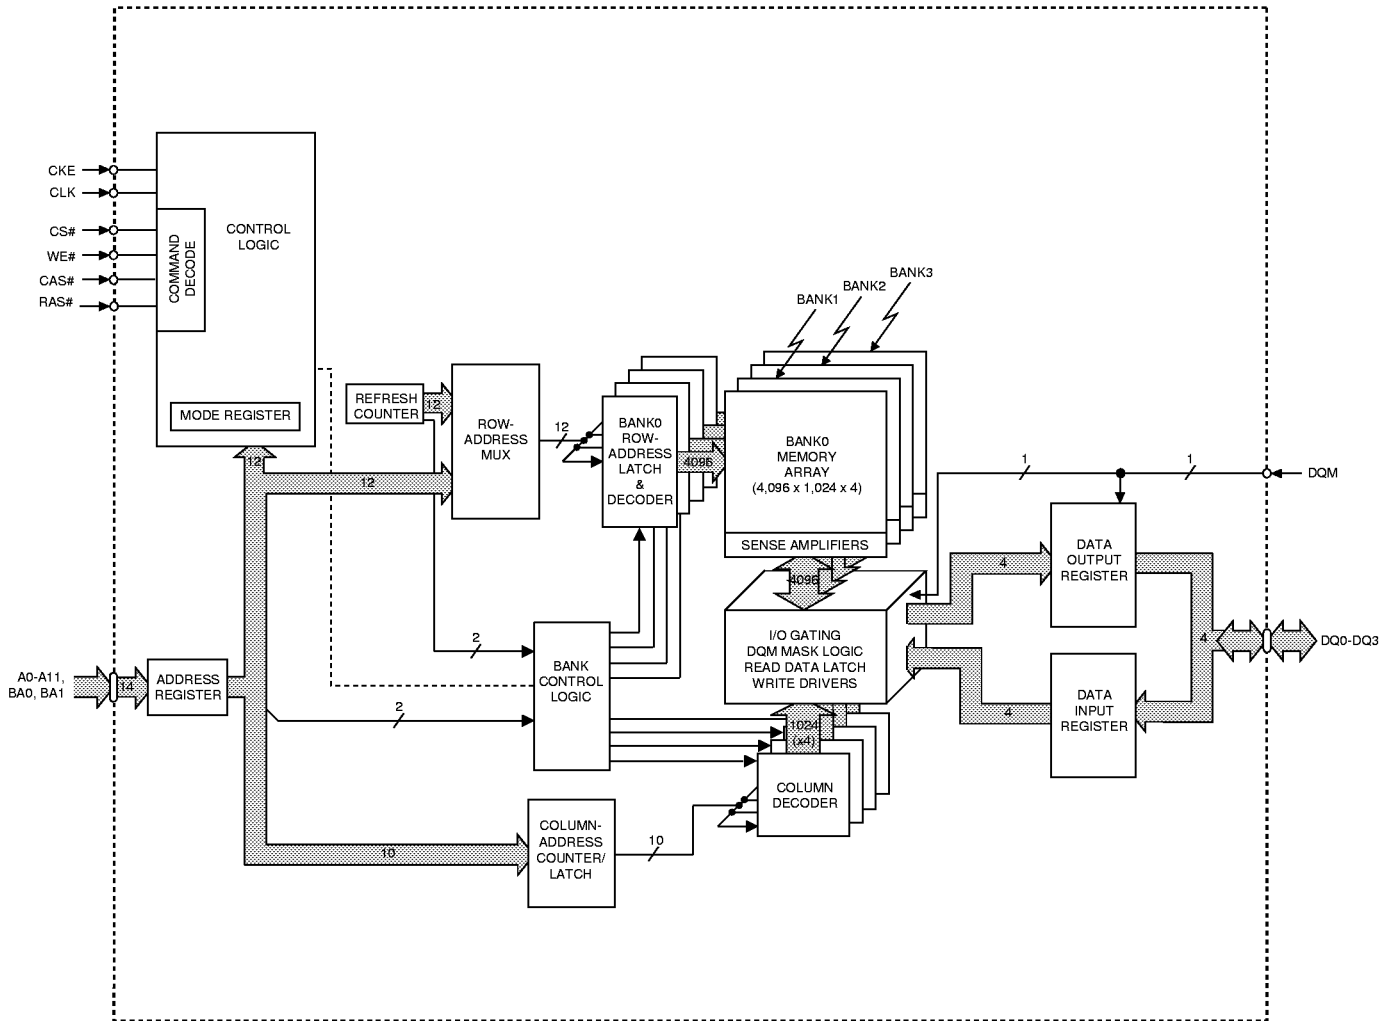 CKE
CLK
CS#
WE#
CAS#
RAS#
COMMAND
DECODE
CONTROL
LOGIC
MODE REGISTER
12
12
REFRESH
COUNTER
12
ROW-
ADDRESS
MUX
12
BANK0
ROW-
ADDRESS
LATCH
&
DECODER
4096
BANK1
BANK2
BANK3
BANK0
MEMORY
ARRAY
(4,096 x 1,024 x 4)
SENSE AMPLIFIERS
4096
I/O GATING
DQM MASK LOGIC
READ DATA LATCH
WRITE DRIVERS
1
1
DQM
DATA
OUTPUT
REGISTER
4
4
DQ0-DQ3
DATA
INPUT
REGISTER
4
A0-A11,
BA0, BA1
14
ADDRESS
REGISTER
2
2
BANK
CONTROL
LOGIC
1024
(x4)
COLUMN
DECODER
10
COLUMN-
ADDRESS
COUNTER/
LATCH
10